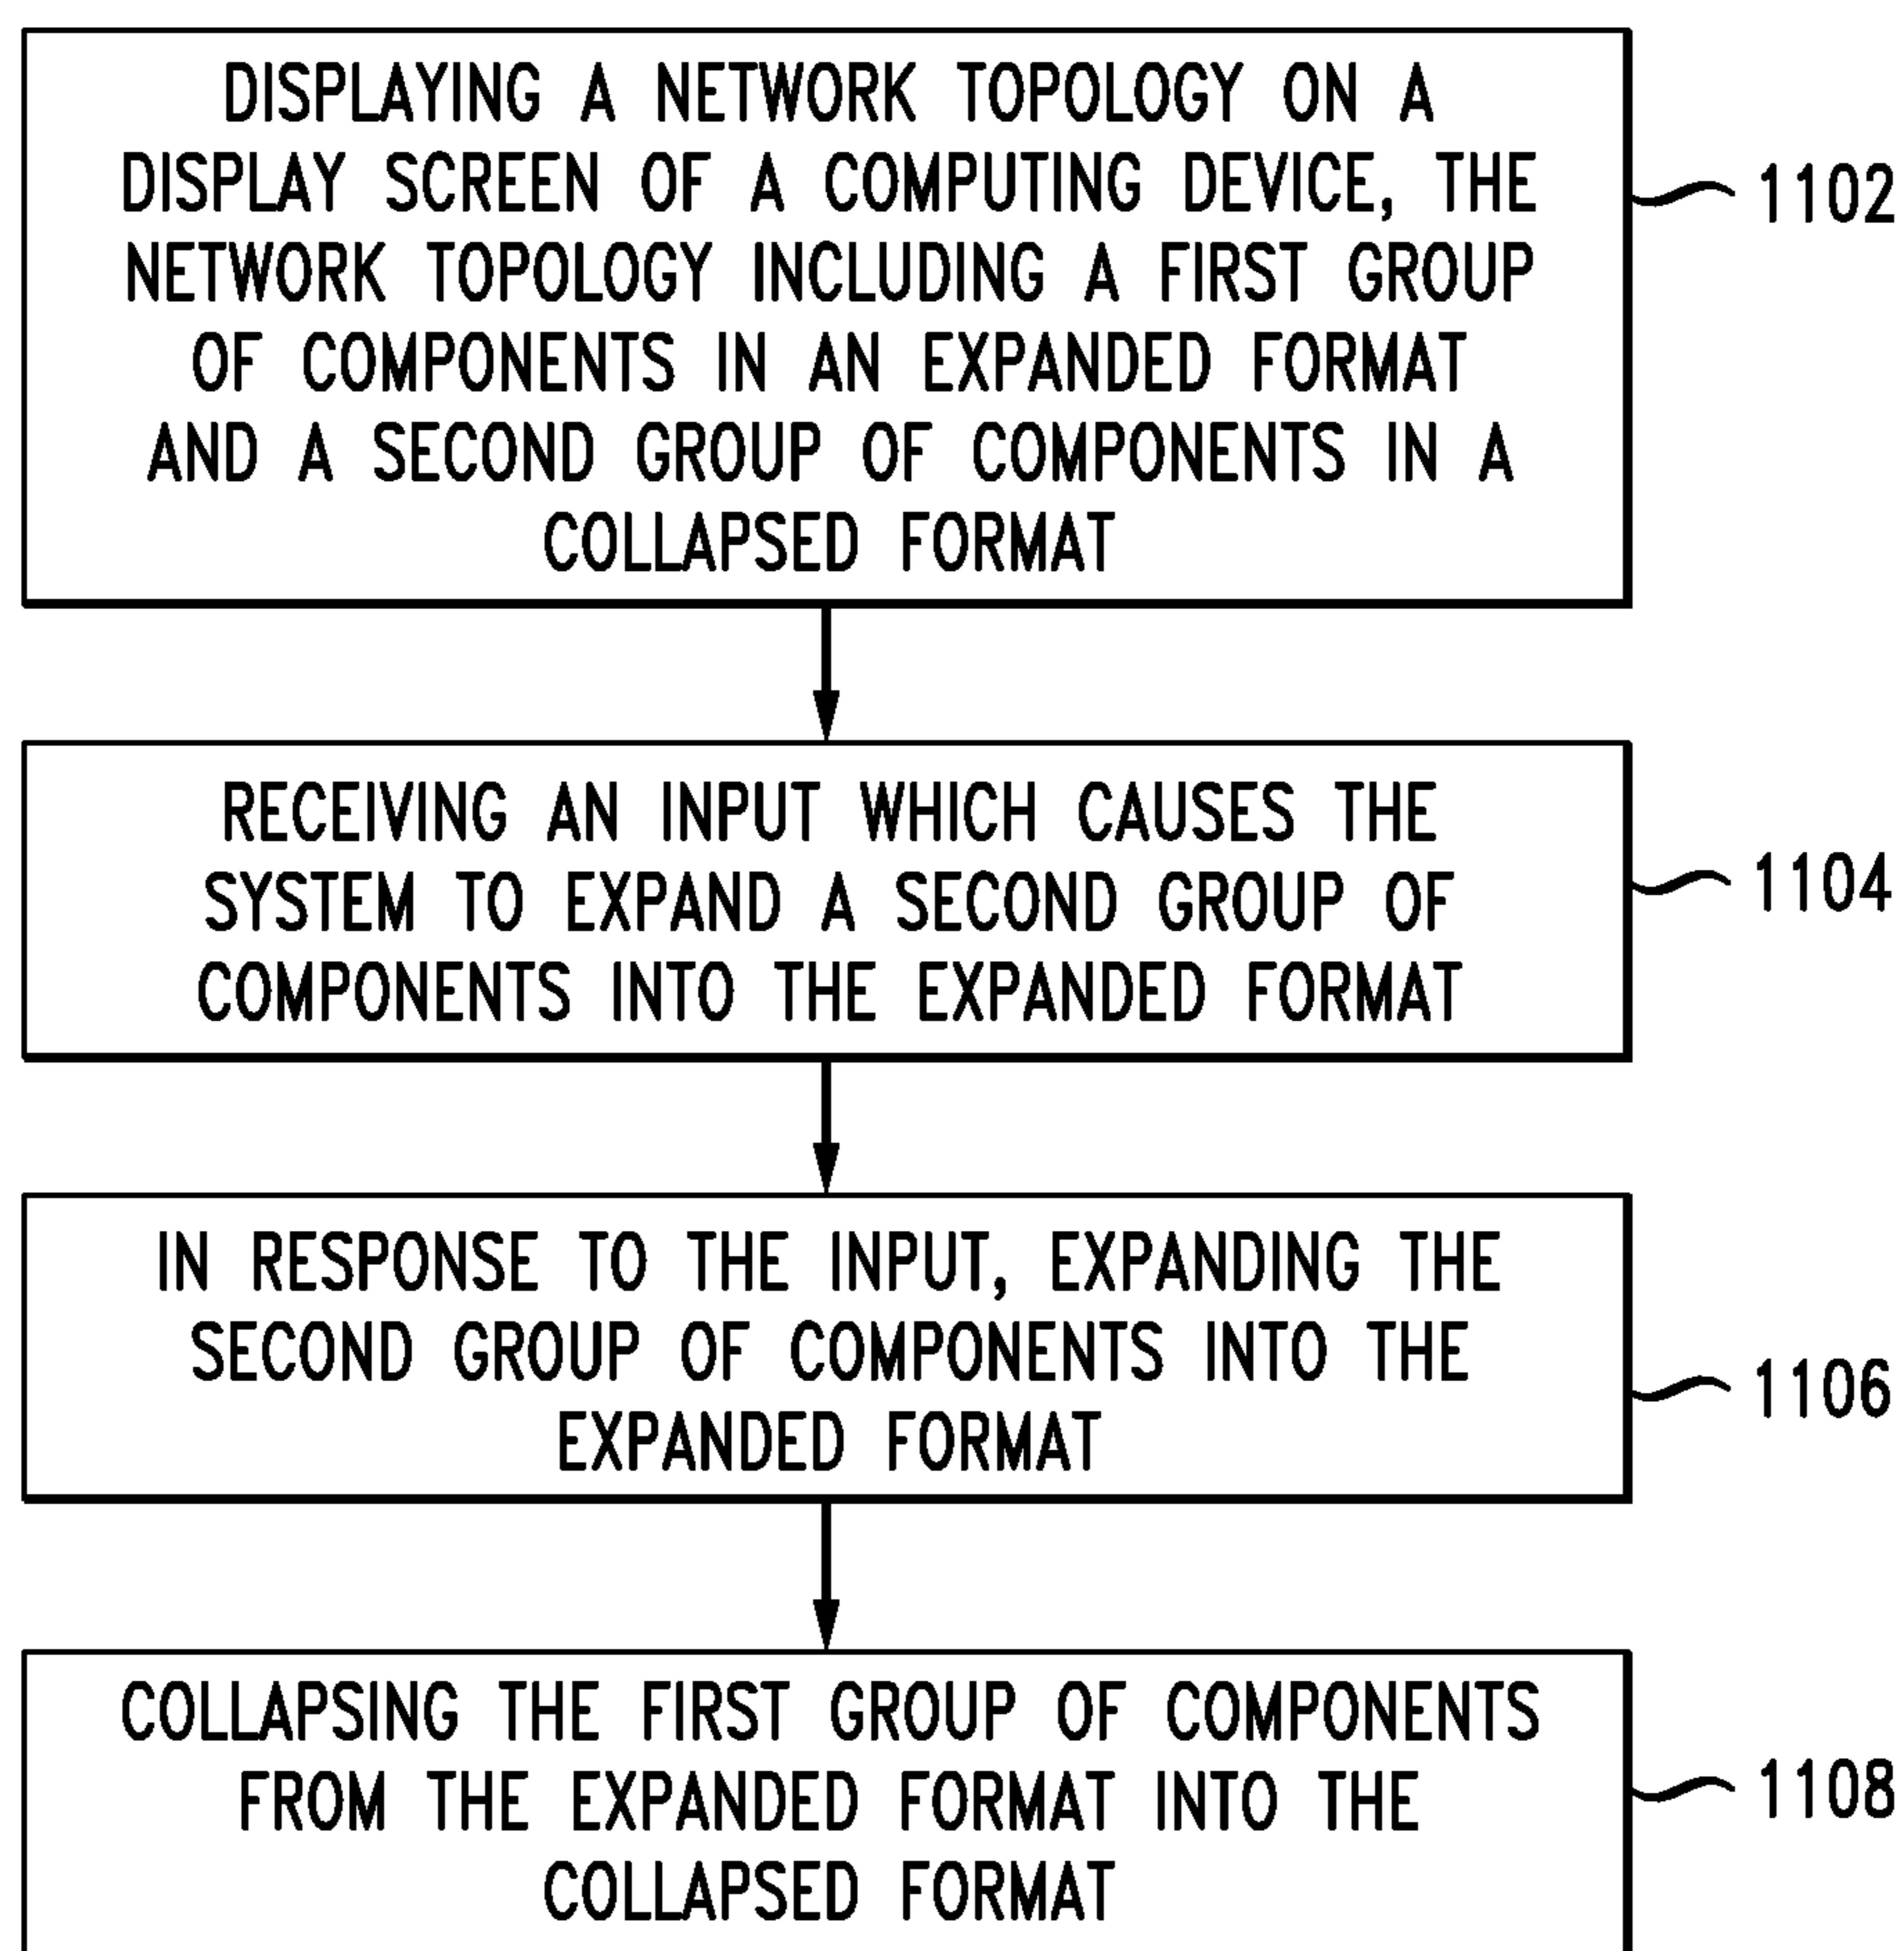 DISPLAYING A NETWORK TOPOLOGY ON A
DISPLAY SCREEN OF A COMPUTING DEVICE, THE
NETWORK TOPOLOGY INCLUDING A FIRST GROUP
OF COMPONENTS IN AN EXPANDED FORMAT
AND A SECOND GROUP OF COMPONENTS IN A
COLLAPSED FORMAT
1102
RECEIVING AN INPUT WHICH CAUSES THE
SYSTEM TO EXPAND A SECOND GROUP OF
COMPONENTS INTO THE EXPANDED FORMAT
1104
IN RESPONSE TO THE INPUT, EXPANDING THE
SECOND GROUP OF COMPONENTS INTO THE
EXPANDED FORMAT
1106
COLLAPSING THE FIRST GROUP OF COMPONENTS
FROM THE EXPANDED FORMAT INTO THE
COLLAPSED FORMAT
1108